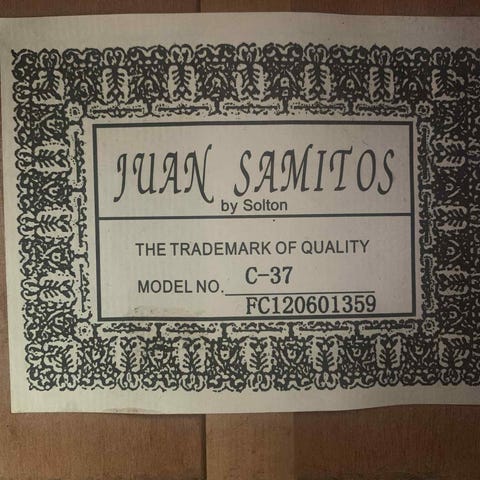 JUAN SAMITOS
by Solton
THE TRADEMARK OF QUALITY
MODEL NO. C-37
FC120601359